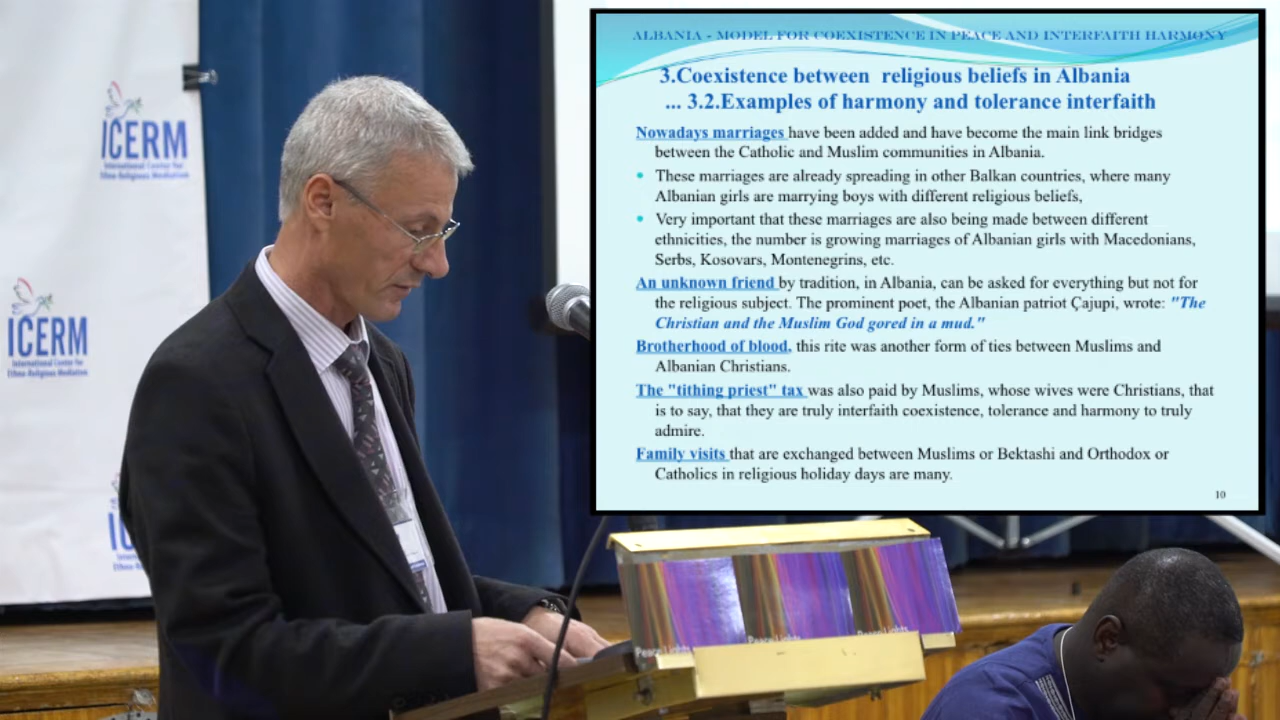 ICERM
International Center for
Ethno-Religious Mediation
ICERM
International Center for
Ethno-Religious Mediation
ALBANIA - MODEL FOR COEXISTENCE IN PEACE AND INTERFAITH HARMONY
3.Coexistence between religious beliefs in Albania
... 3.2.Examples of harmony and tolerance interfaith
Nowadays marriages have been added and have become the main link bridges
between the Catholic and Muslim communities in Albania.
• These marriages are already spreading in other Balkan countries, where many
Albanian girls are marrying boys with different religious beliefs,
• Very important that these marriages are also being made between different
ethnicities, the number is growing marriages of Albanian girls with Macedonians,
Serbs, Kosovars, Montenegrins, etc.
An unknown friend by tradition, in Albania, can be asked for everything but not for
the religious subject. The prominent poet, the Albanian patriot Çajupi, wrote: "The
Christian and the Muslim God gored in a mud."
Brotherhood of blood, this rite was another form of ties between Muslims and
Albanian Christians.
The "tithing priest" tax was also paid by Muslims, whose wives were Christians, that
is to say, that they are truly interfaith coexistence, tolerance and harmony to truly
admire.
Family visits that are exchanged between Muslims or Bektashi and Orthodox or
Catholics in religious holiday days are many.
10
Peace Lights
Peace Lights
Peace Lights